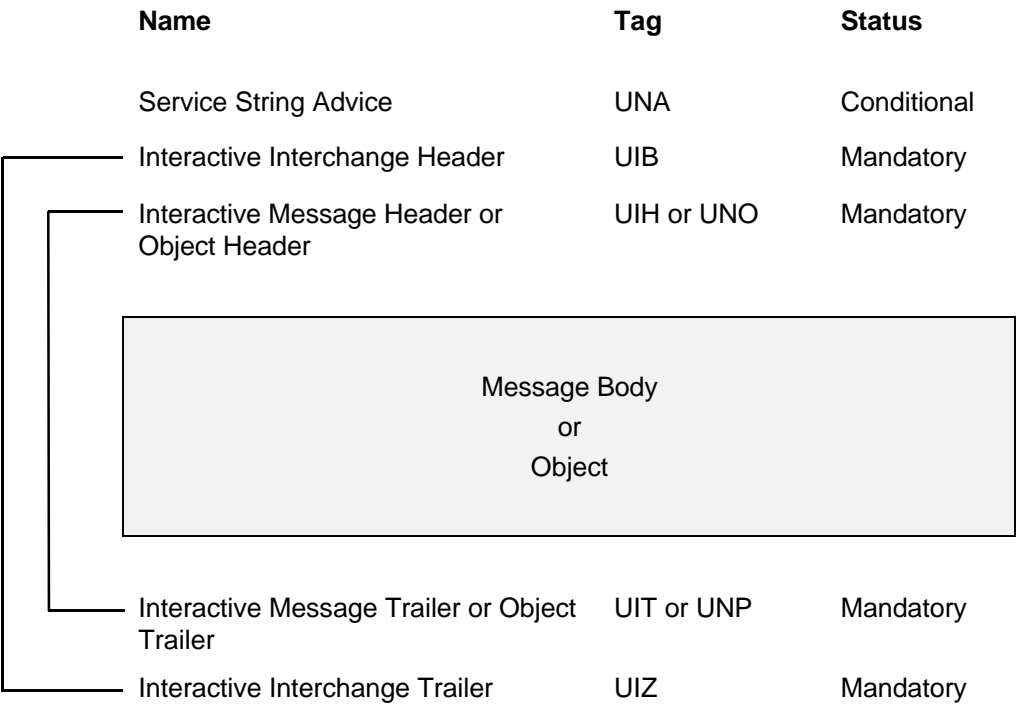 Name Tag Status
Service String Advice UNA Conditional
Interactive Interchange Header UIB Mandatory
Interactive Message Header or UIH or UNO Mandatory
Object Header
Message Body
or
Object
Interactive Message Trailer or Object UIT or UNP Mandatory
Trailer
Interactive Interchange Trailer UIZ Mandatory